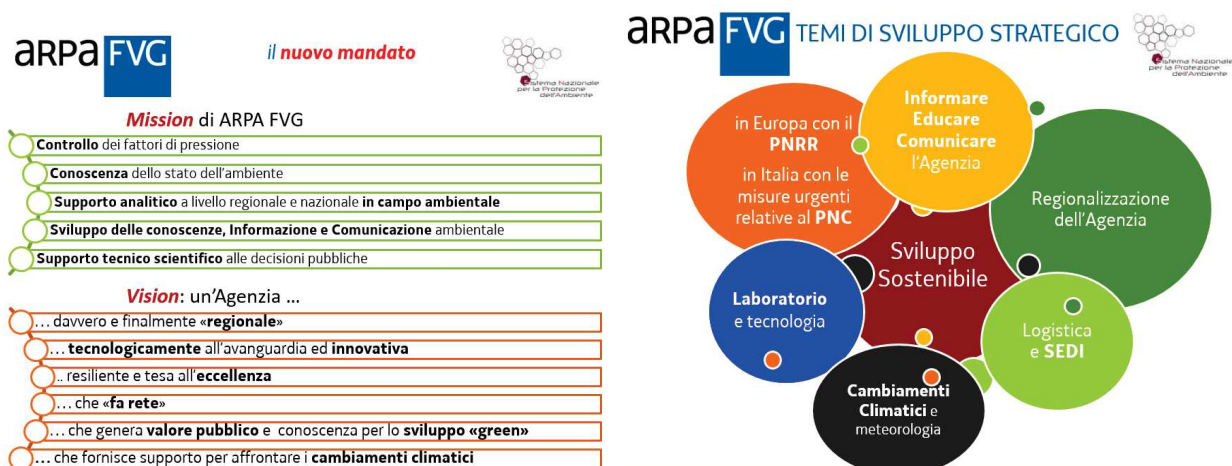 arpa FVG
il nuovo mandato
Sistema Nazionale
per la Protezione
dell'Ambiente
Mission di ARPA FVG
Controllo dei fattori di pressione
Conoscenza dello stato dell'ambiente
Supporto analitico a livello regionale e nazionale in campo ambientale
Sviluppo delle conoscenze, Informazione e Comunicazione ambientale
Supporto tecnico scientifico alle decisioni pubbliche
Vision: un'Agenzia ...
... davvero e finalmente «regionale»
... tecnologicamente all'avanguardia ed innovativa
.. resiliente e tesa all'eccellenza
... che «fa rete»
... che genera valore pubblico e conoscenza per lo sviluppo «green»
... che fornisce supporto per affrontare i cambiamenti climatici
arpa FVG TEMI DI SVILUPPO STRATEGICO
Sistema Nazionale
per la Protezione
dell'Ambiente
in Europa con il
PNRR
in Italia con le
misure urgenti
relative al PNC
Informare
Educare
Comunicare
l'Agenzia
Regionalizzazione
dell'Agenzia
Sviluppo
Sostenibile
Laboratorio
e tecnologia
Logistica
e SEDI
Cambiamenti
Climatici e
meteorologia